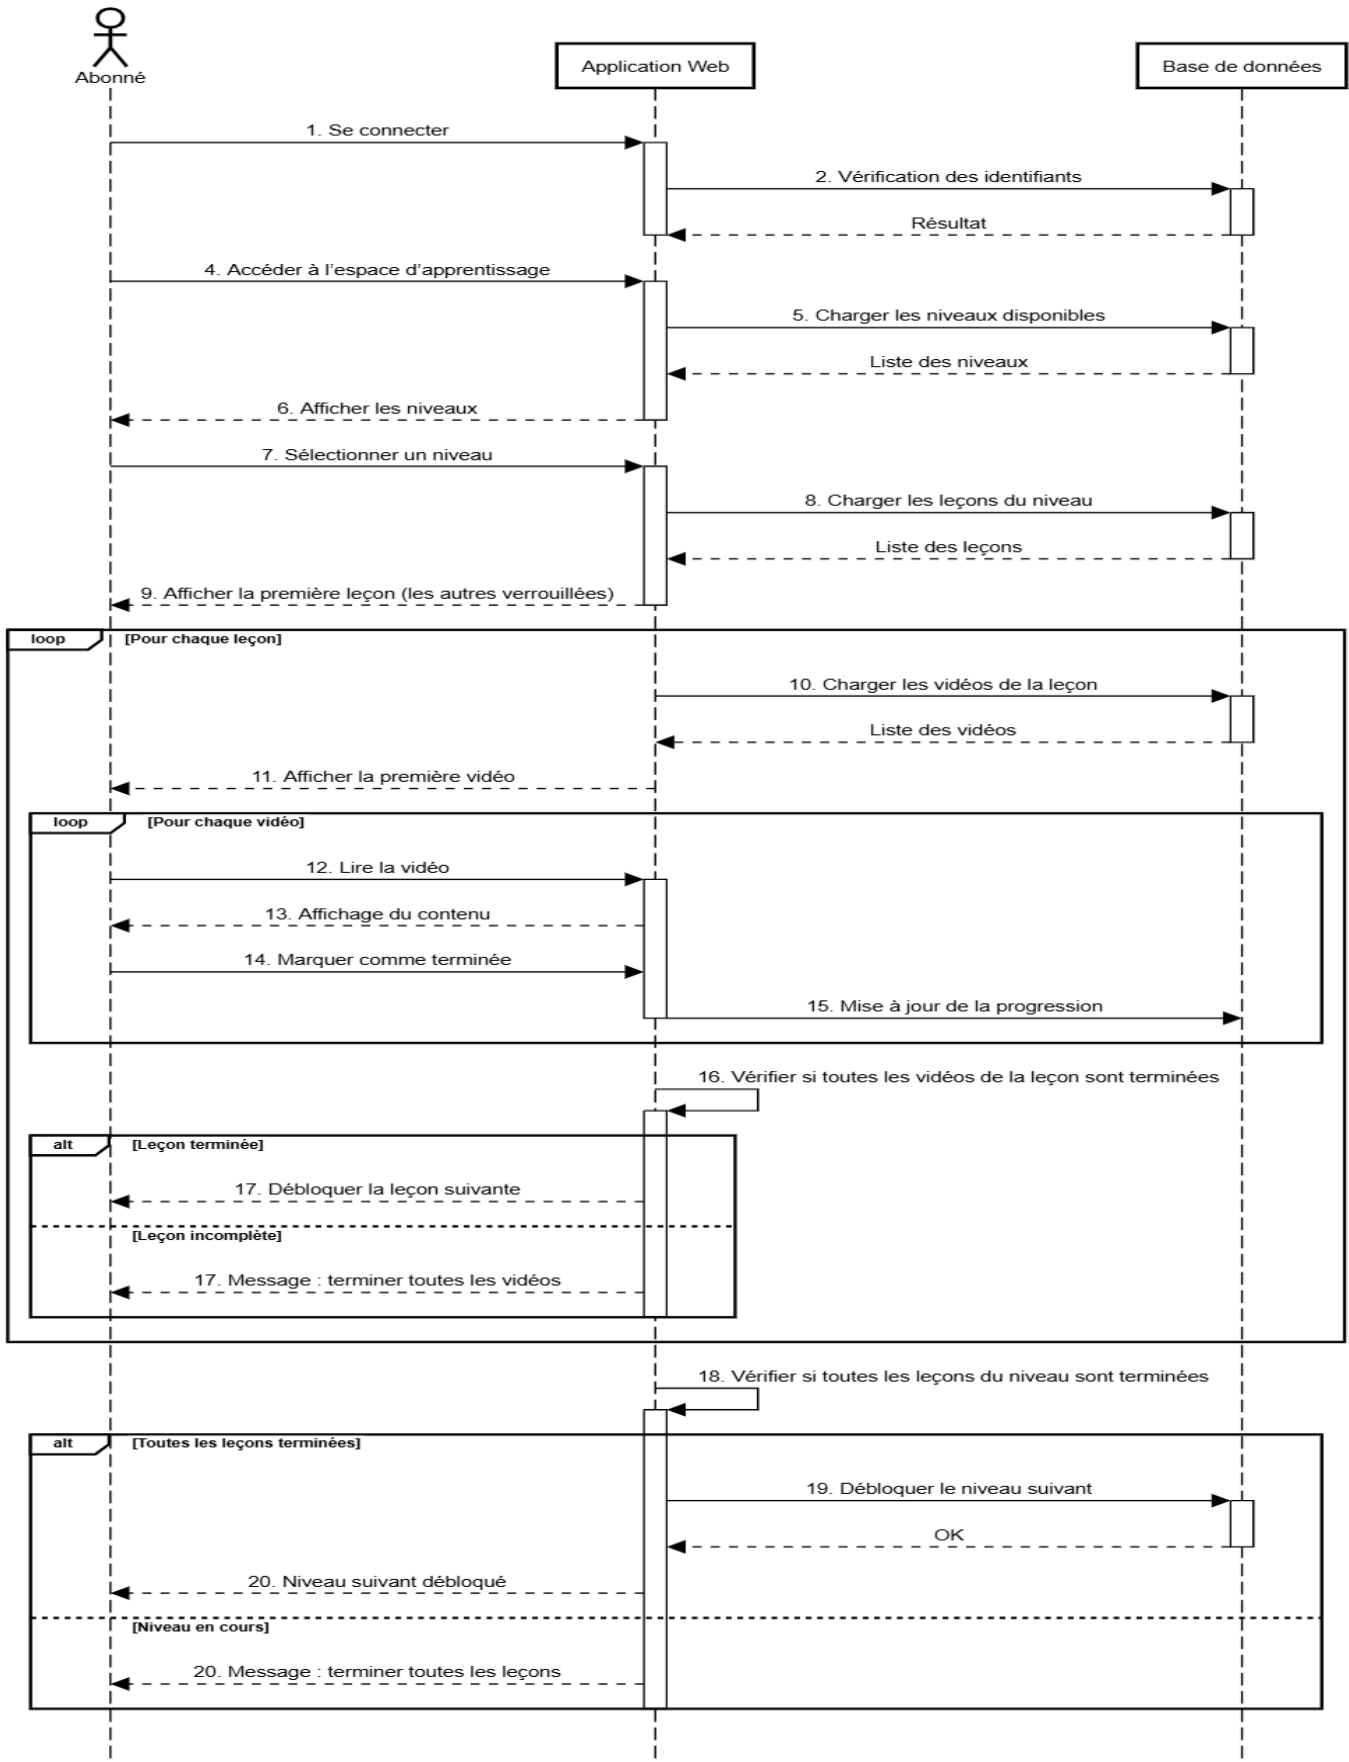 Abonné
Application Web
Base de données
1. Se connecter
2. Vérification des identifiants
Résultat
4. Accéder à l'espace d'apprentissage
5. Charger les niveaux disponibles
Liste des niveaux
6. Afficher les niveaux
7. Sélectionner un niveau
8. Charger les leçons du niveau
Liste des leçons
9. Afficher la première leçon (les autres verrouillées)
loop [Pour chaque leçon]
10. Charger les vidéos de la leçon
Liste des vidéos
11. Afficher la première vidéo
loop [Pour chaque vidéo]
12. Lire la vidéo
13. Affichage du contenu
14. Marquer comme terminée
15. Mise à jour de la progression
16. Vérifier si toutes les vidéos de la leçon sont terminées
alt [Leçon terminée]
17. Débloquer la leçon suivante
[Leçon incomplète]
17. Message : terminer toutes les vidéos
18. Vérifier si toutes les leçons du niveau sont terminées
alt [Toutes les leçons terminées]
19. Débloquer le niveau suivant
OK
20. Niveau suivant débloqué
[Niveau en cours]
20. Message : terminer toutes les leçons